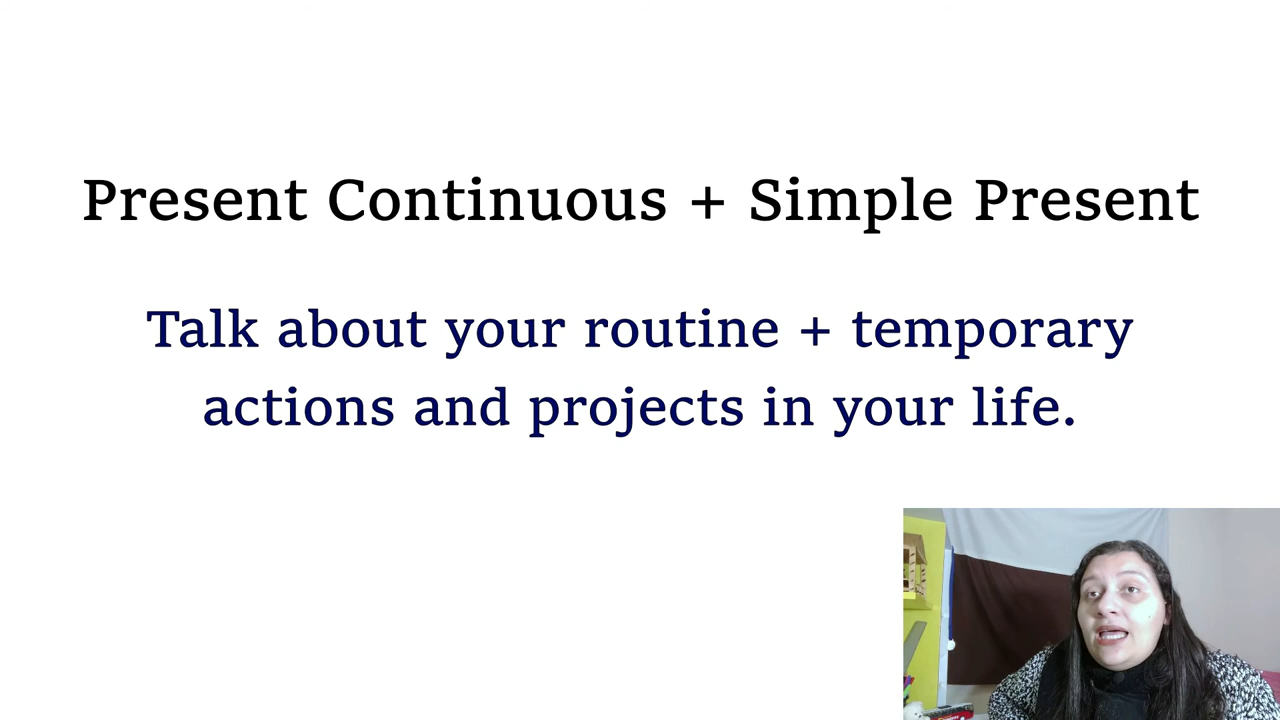 Present Continuous + Simple Present
Talk about your routine + temporary
actions and projects in your life.